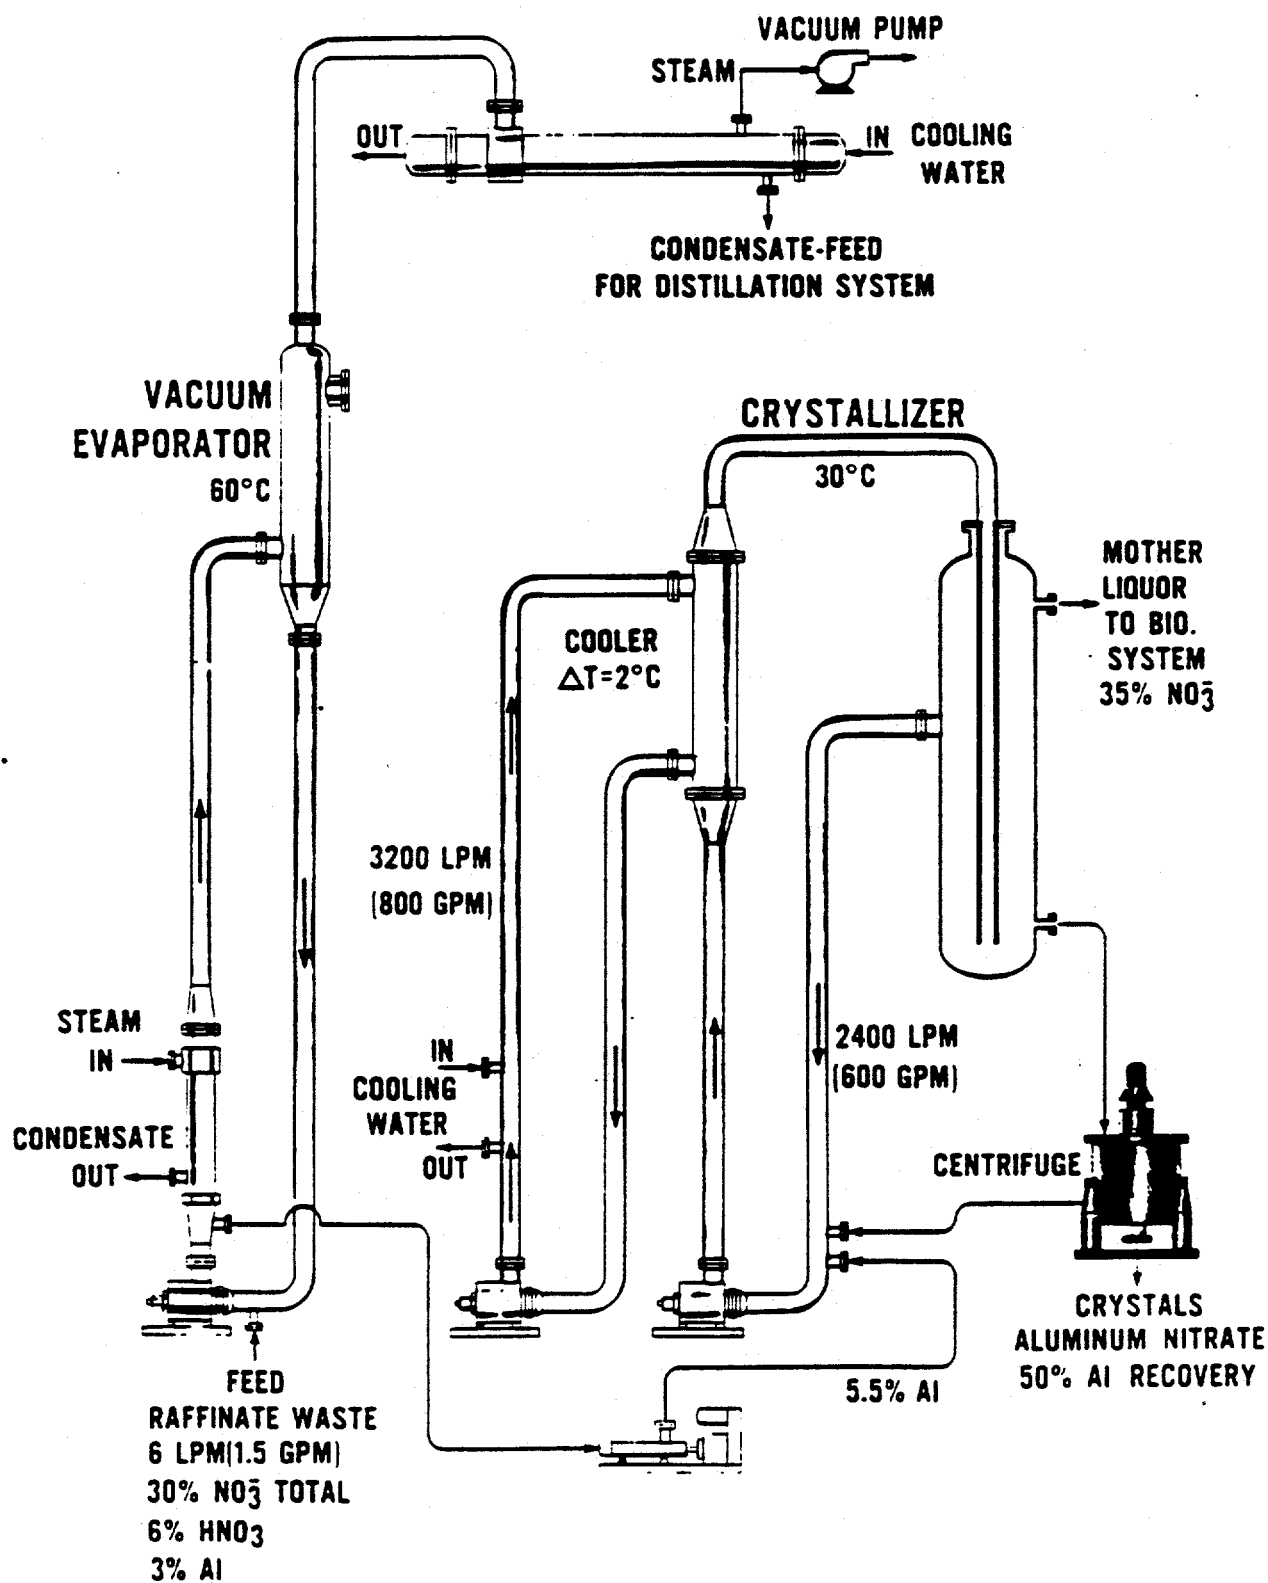 VACUUM PUMP
STEAM
OUT
IN COOLING
WATER
CONDENSATE-FEED
FOR DISTILLATION SYSTEM
VACUUM
EVAPORATOR
60°C
CRYSTALLIZER
30°C
MOTHER
LIQUOR
TO BIO.
SYSTEM
35% NO3̄
COOLER
ΔT=2°C
3200 LPM
(800 GPM)
STEAM
IN
CONDENSATE
OUT
IN
COOLING
WATER
OUT
2400 LPM
(600 GPM)
CENTRIFUGE
CRYSTALS
ALUMINUM NITRATE
50% Al RECOVERY
5.5% Al
FEED
RAFFINATE WASTE
6 LPM(1.5 GPM)
30% NO3̄ TOTAL
6% HNO3
3% Al